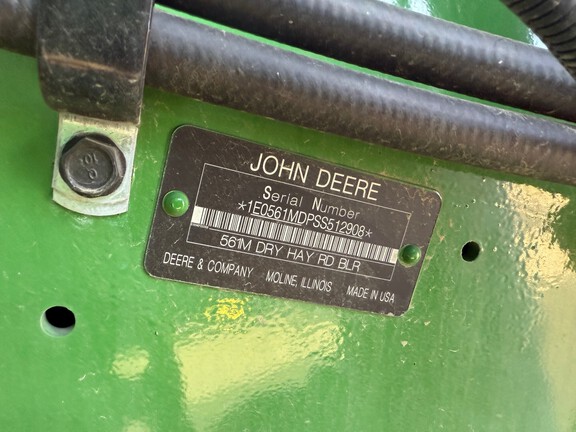 JOHN DEERE
Serial Number
*1E0561MDPSS512908*
561M DRY HAY RD BLR
DEERE & COMPANY MOLINE, ILLINOIS MADE IN USA